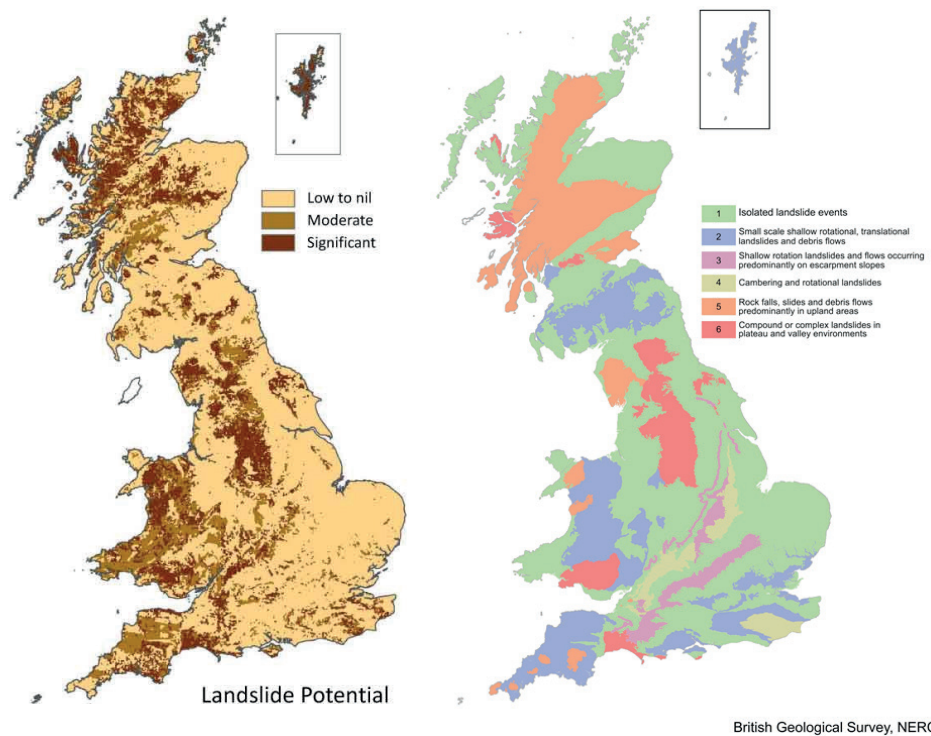 Low to nil
Moderate
Significant
Landslide Potential
1 Isolated landslide events
2 Small scale shallow rotational, translational
landslides and debris flows
3 Shallow rotation landslides and flows occurring
predominantly on escarpment slopes
4 Cambering and rotational landslides
5 Rock falls, slides and debris flows
predominantly in upland areas
6 Compound or complex landslides in
plateau and valley environments
British Geological Survey, NERC